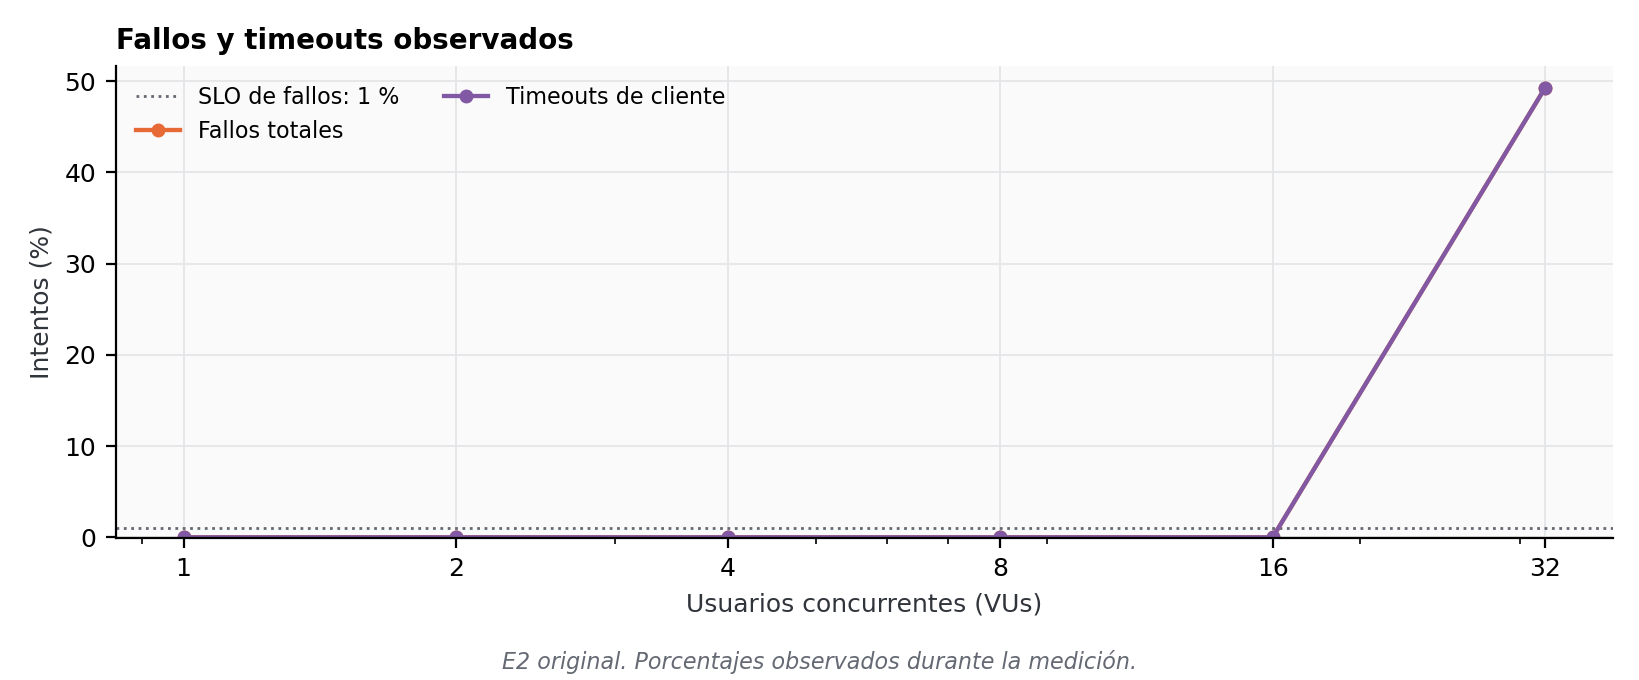 Fallos y timeouts observados
SLO de fallos: 1 %
Fallos totales
Timeouts de cliente
Intentos (%)
50
40
30
20
10
0
1 2 4 8 16 32
Usuarios concurrentes (VUs)
E2 original. Porcentajes observados durante la medición.